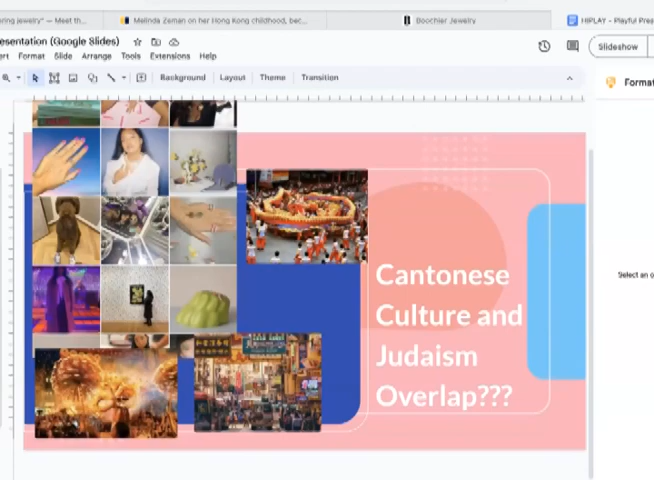 ring jewelry" — Meet th...
Melinda Zeman on her Hong Kong childhood, bec...
Boochier Jewelry
HIPLAY - Playful Pres
esentation (Google Slides)
ert Format Slide Arrange Tools Extensions Help
Slideshow
Background Layout Theme Transition
Format
Select an o
Cantonese
Culture and
Judaism
Overlap???